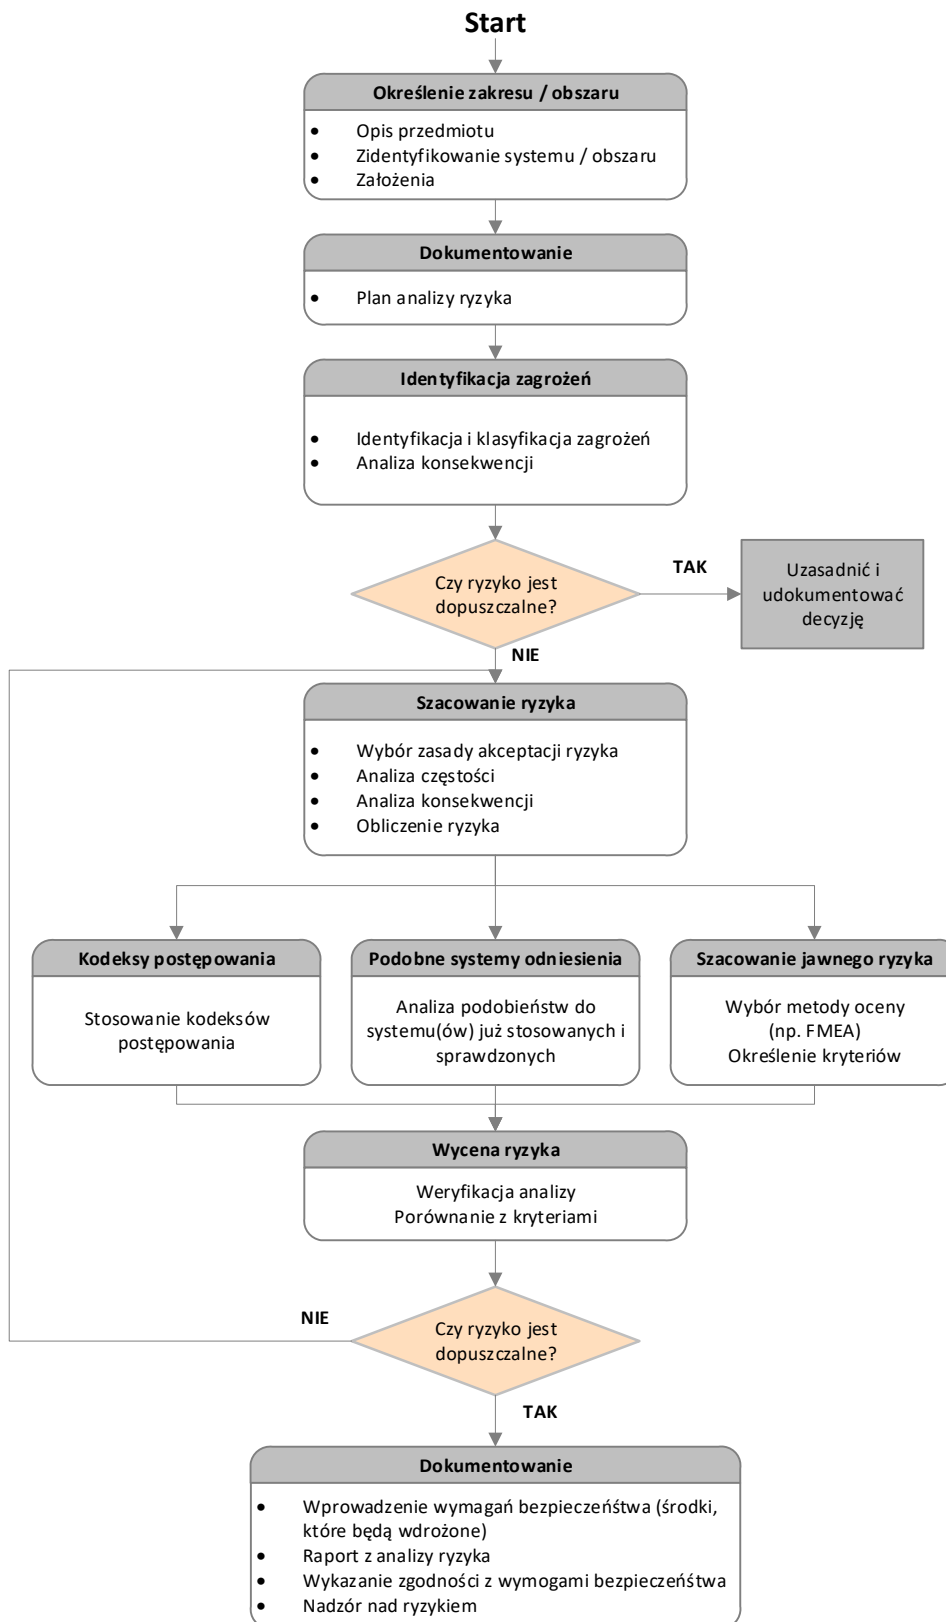 Start
Określenie zakresu / obszaru
• Opis przedmiotu
• Zidentyfikowanie systemu / obszaru
• Założenia
Dokumentowanie
• Plan analizy ryzyka
Identyfikacja zagrożeń
• Identyfikacja i klasyfikacja zagrożeń
• Analiza konsekwencji
Czy ryzyko jest
dopuszczalne?
TAK
Uzasadnić i
udokumentować
decyzję
NIE
Szacowanie ryzyka
• Wybór zasady akceptacji ryzyka
• Analiza częstości
• Analiza konsekwencji
• Obliczenie ryzyka
Kodeksy postępowania
Stosowanie kodeksów
postępowania
Podobne systemy odniesienia
Analiza podobieństw do
systemu(ów) już stosowanych i
sprawdzonych
Szacowanie jawnego ryzyka
Wybór metody oceny
(np. FMEA)
Określenie kryteriów
Wycena ryzyka
Weryfikacja analizy
Porównanie z kryteriami
NIE
Czy ryzyko jest
dopuszczalne?
TAK
Dokumentowanie
• Wprowadzenie wymagań bezpieczeńśtwa (środki,
które będą wdrożone)
• Raport z analizy ryzyka
• Wykazanie zgodności z wymogami bezpieczeńśtwa
• Nadzór nad ryzykiem